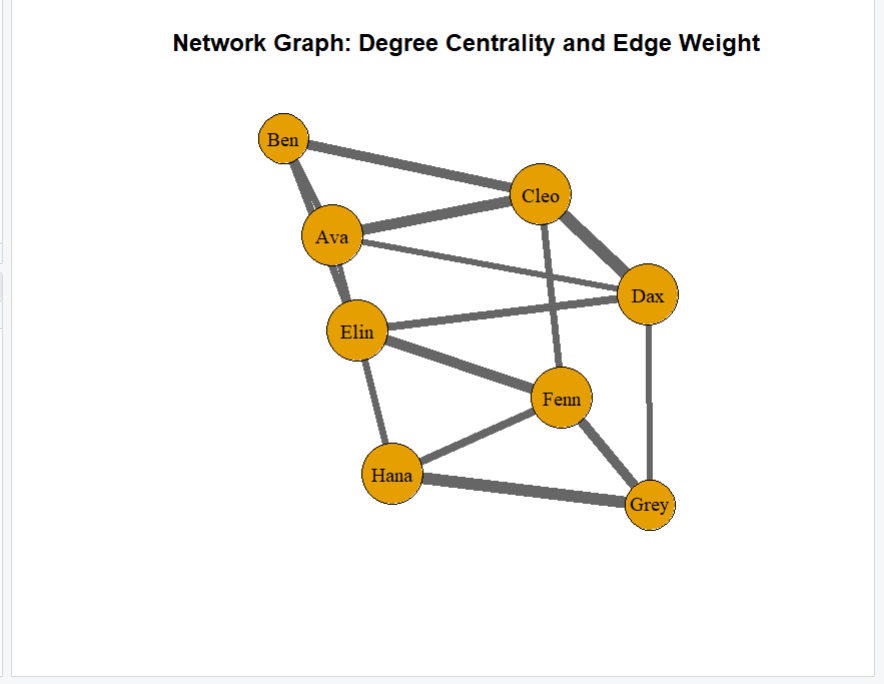 Network Graph: Degree Centrality and Edge Weight
Ben
Cleo
Ava
Dax
Elin
Fenn
Hana
Grey